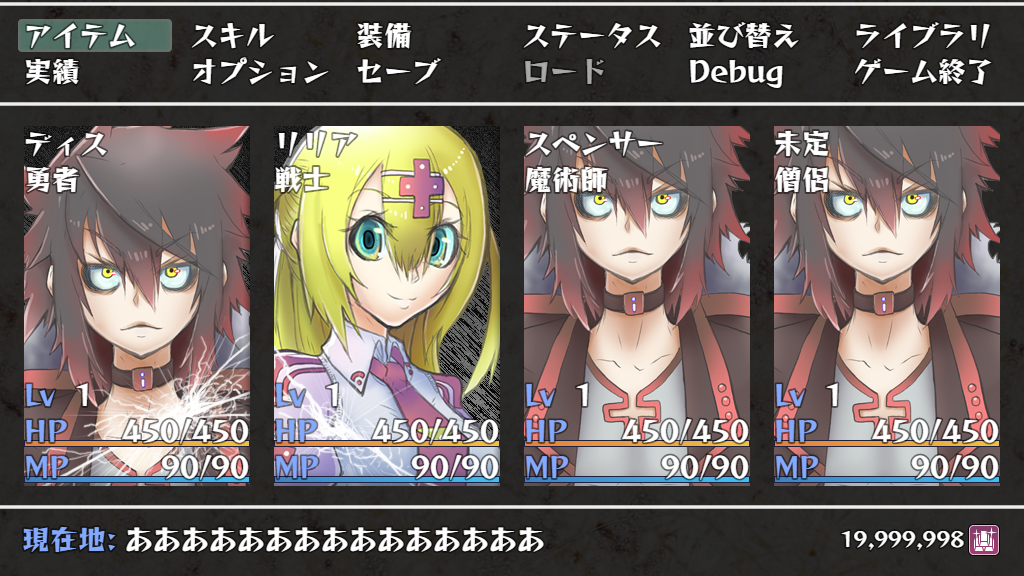 アイテム スキル 装備 ステータス 並び替え ライブラリ
実績 オプション セーブ ロード Debug ゲーム終了
ディス
勇者
Lv 1
HP 450/450
MP 90/90
リリア
戦士
Lv 1
HP 450/450
MP 90/90
スペンサー
魔術師
Lv 1
HP 450/450
MP 90/90
未定
僧侶
Lv 1
HP 450/450
MP 90/90
現在地: あああああああああああああああ
19,999,998